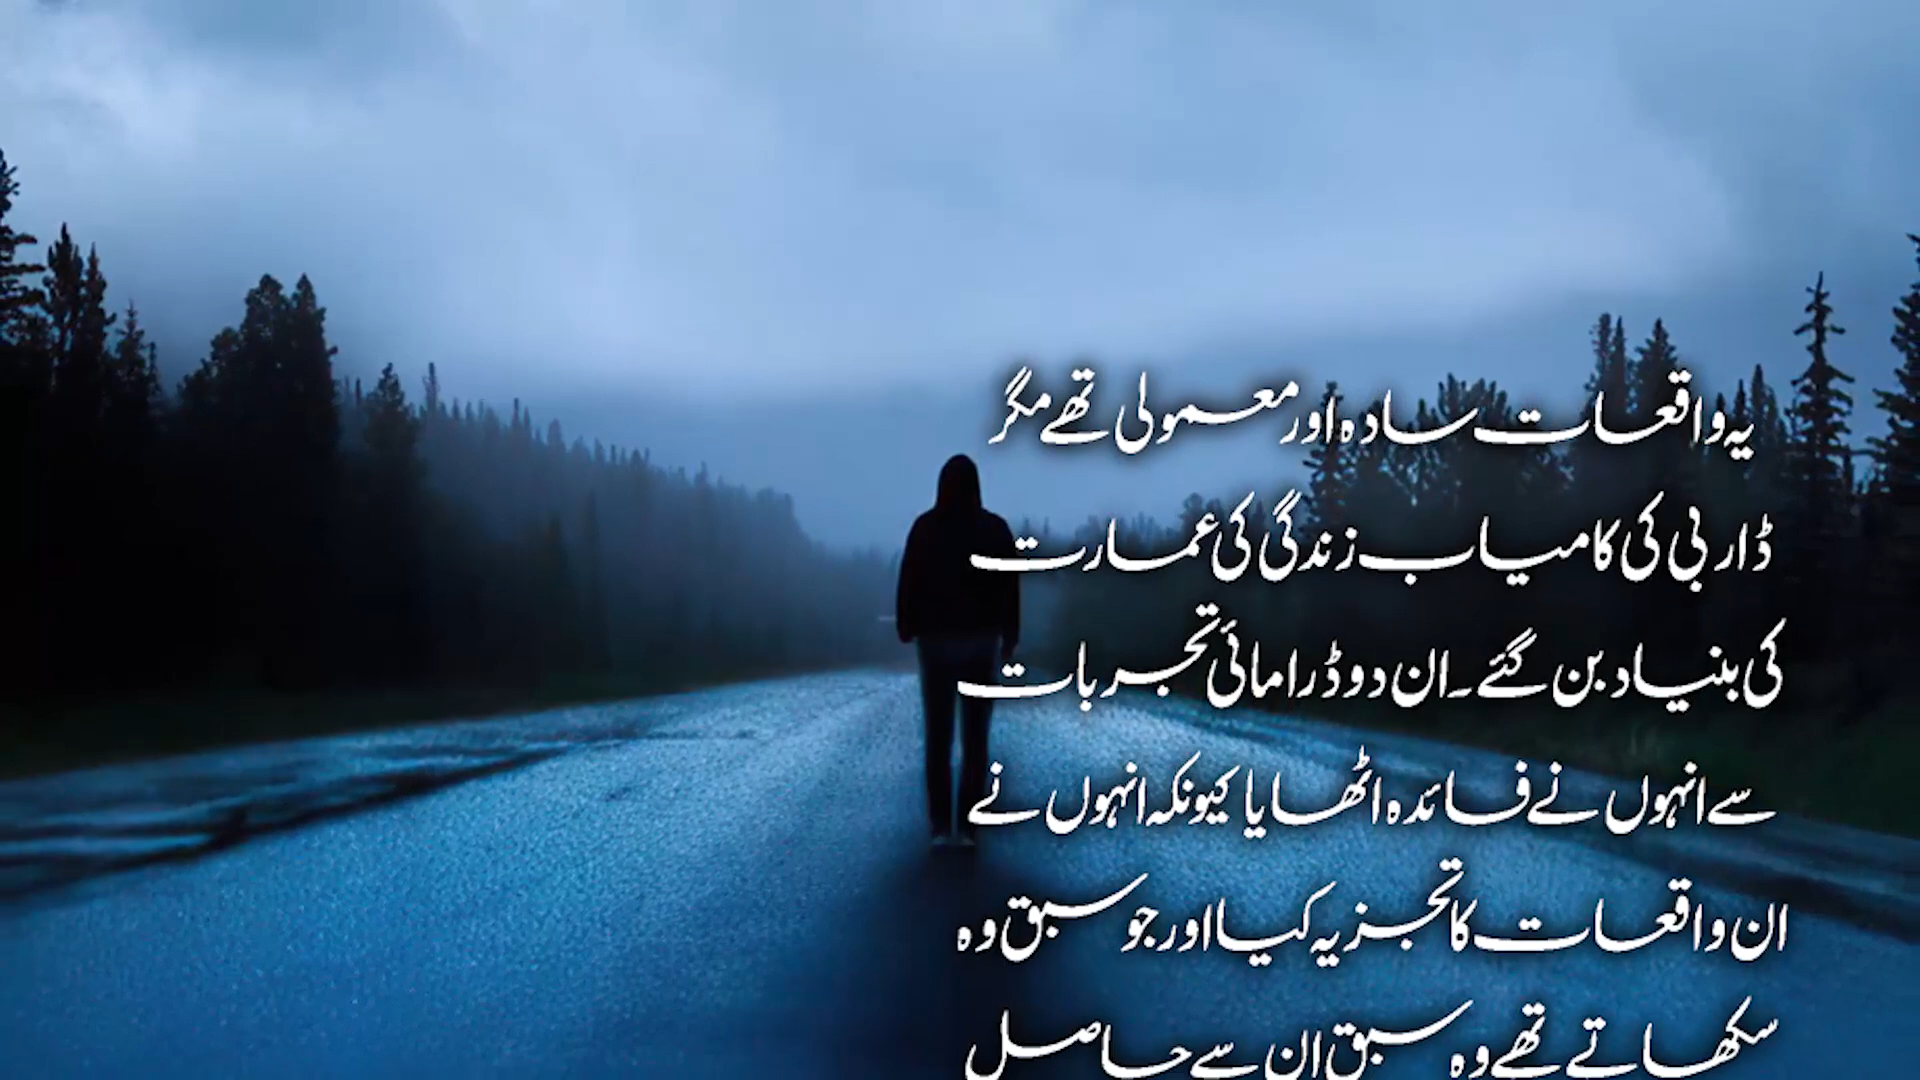 یہ واقعات سادہ اور معمولی تھے مگر
ڈاربی کی کامیاب زندگی کی عمارت
کی بنیاد بن گئے۔ ان دو ڈرامائی تجربات
سے انہوں نے فائدہ اٹھایا کیونکہ انہوں نے
ان واقعات کا تجزیہ کیا اور جو سبق وہ
سکھاتے تھے وہ سبق ان سے حاصل